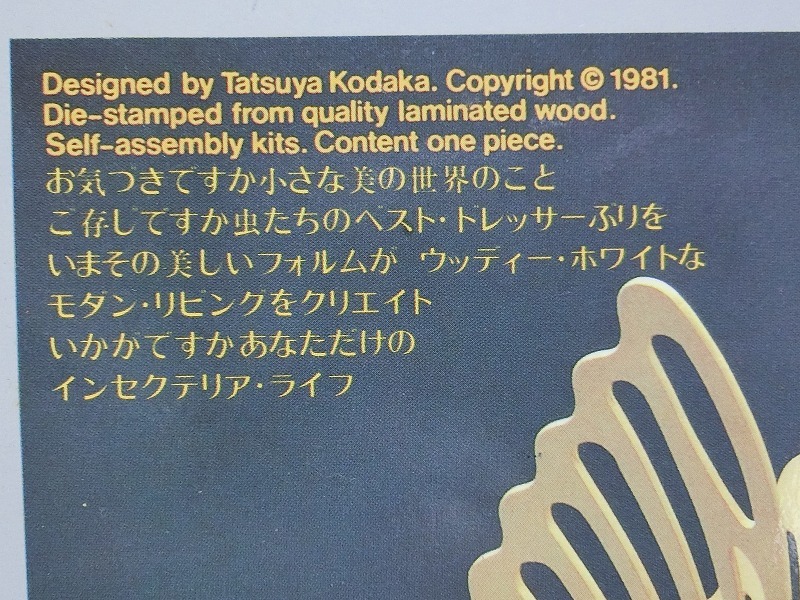 Designed by Tatsuya Kodaka. Copyright © 1981.
Die-stamped from quality laminated wood.
Self-assembly kits. Content one piece.
お気づきですか小さな美の世界のこと
ご存じですか虫たちのベスト・ドレッサーぶりを
いまその美しいフォルムが ウッディー・ホワイトな
モダン・リビングをクリエイト
いかがですかあなただけの
インセクテリア・ライフ